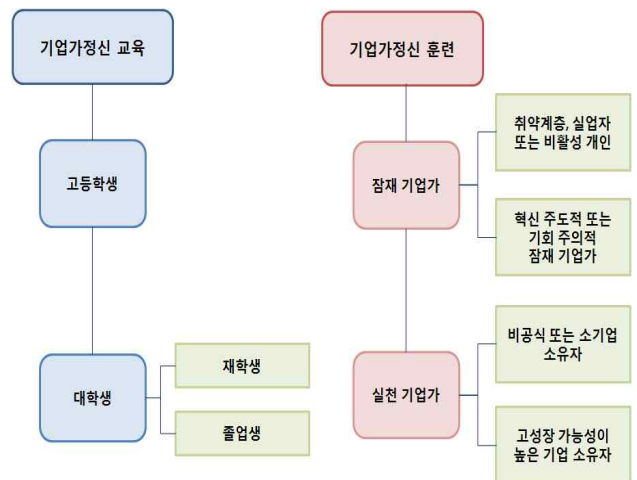 기업가정신 교육
고등학생
대학생
재학생
졸업생
기업가정신 훈련
잠재 기업가
취약계층, 실업자
또는 비활성 개인
혁신 주도적 또는
기회 주의적
잠재 기업가
실천 기업가
비공식 또는 소기업
소유자
고성장 가능성이
높은 기업 소유자